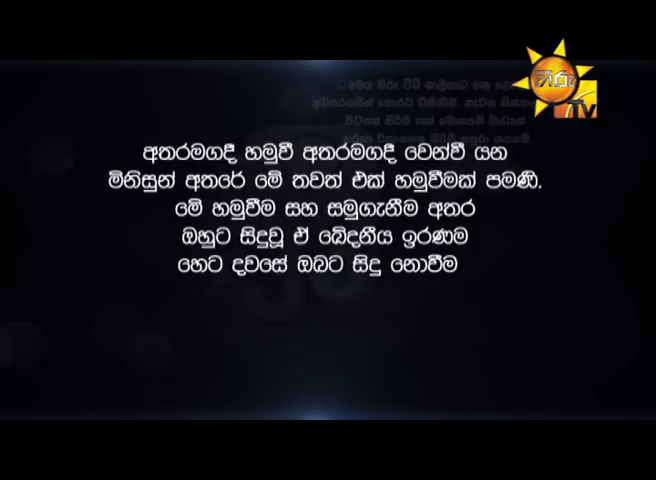 හිරු
TV
අතරමගදී හමුවී අතරමගදී වෙන්වී යන
මිනිසුන් අතරේ මේ තවත් එක් හමුවීමක් පමණි.
මේ හමුවීම සහ සමුගැනීම අතර
ඔහුට සිදුවූ ඒ ඛේදනීය ඉරණම
හෙට දවසේ ඔබට සිදු නොවීම